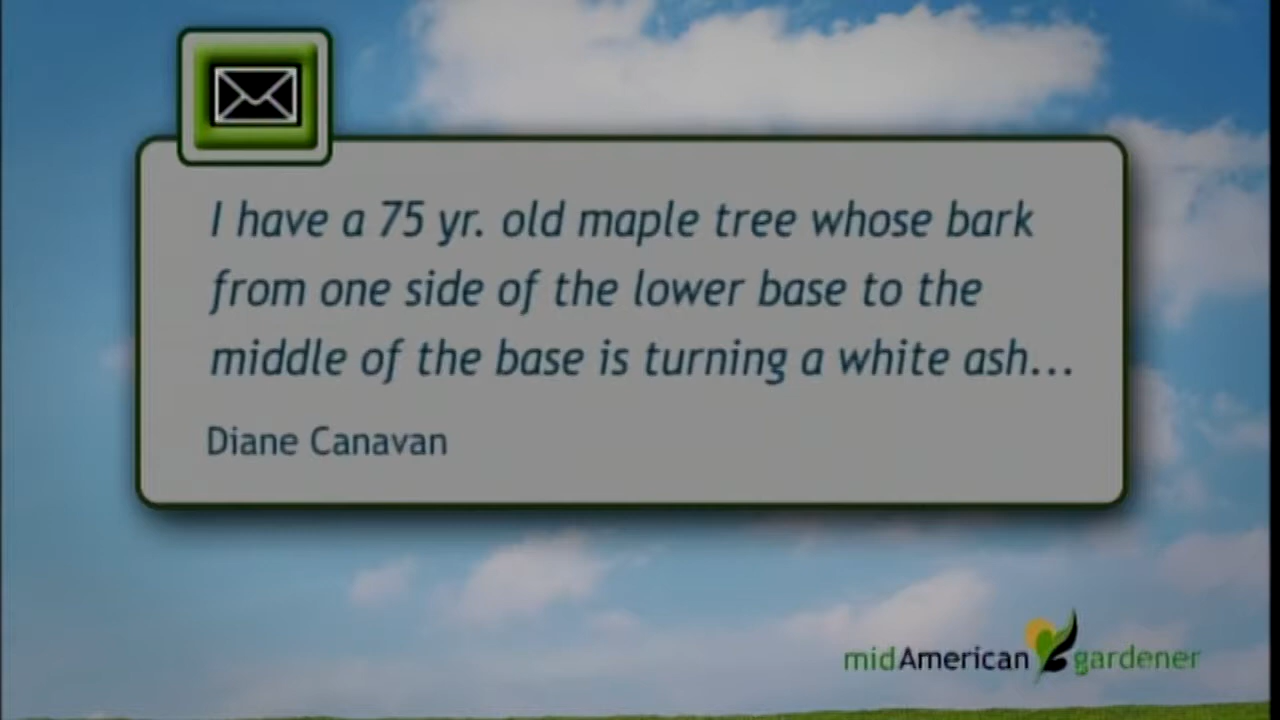 I have a 75 yr. old maple tree whose bark
from one side of the lower base to the
middle of the base is turning a white ash...
Diane Canavan
midAmerican gardener